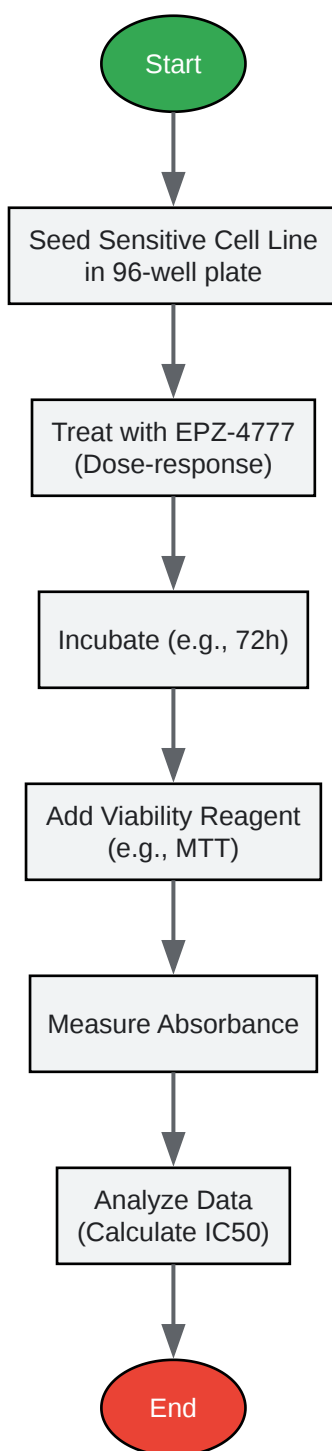 Start
Seed Sensitive Cell Line
in 96-well plate
Treat with EPZ-4777
(Dose-response)
Incubate (e.g., 72h)
Add Viability Reagent
(e.g., MTT)
Measure Absorbance
Analyze Data
(Calculate IC50)
End